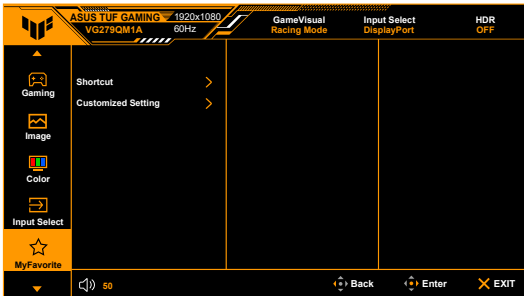 ASUS TUF GAMING
VG279QM1A
1920x1080
60Hz
GameVisual
Racing Mode
Input Select
DisplayPort
HDR
OFF
Gaming
Image
Color
Input Select
MyFavorite
Shortcut
Customized Setting
50
Back
Enter
EXIT